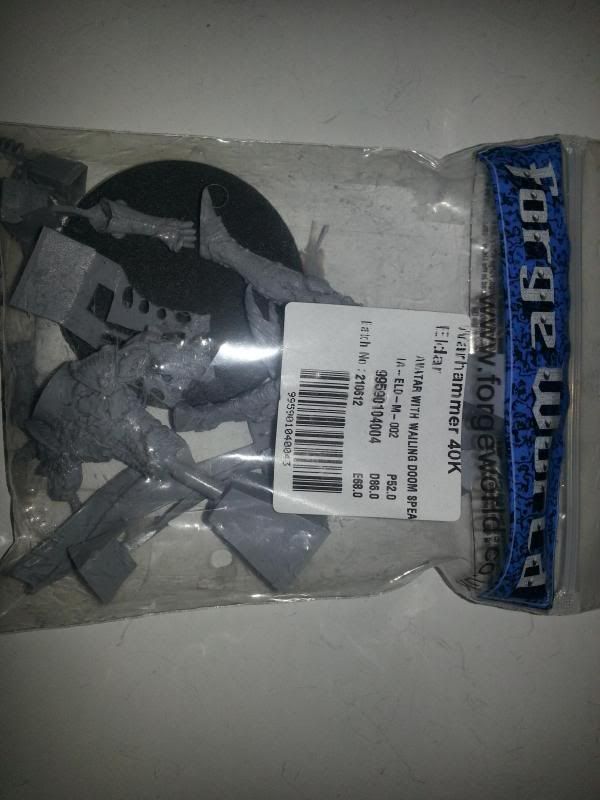 Forge World
www.forgeworld.co
Warhammer 40K
Eldar
AVATAR WITH WAILING DOOM SPEA
99590104004
IA-ELD-M-002
P52.0
D86.0
E68.0
Batch No : 210612